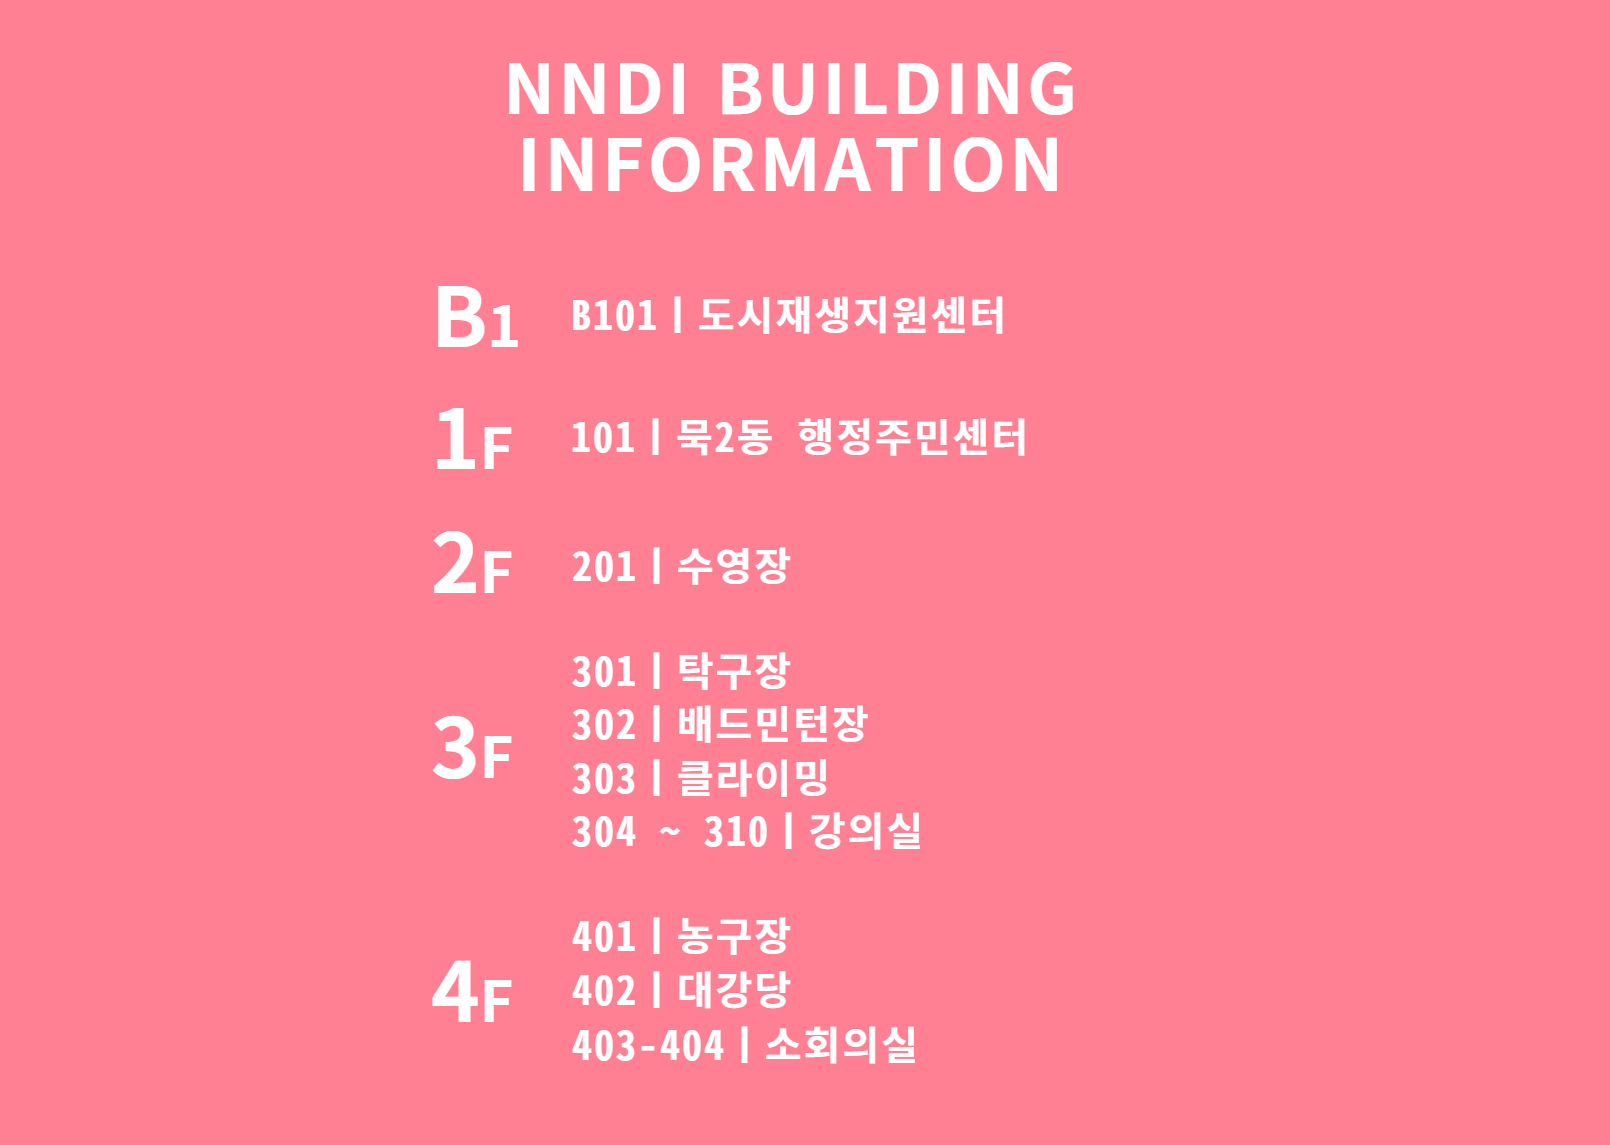 NNDI BUILDING
INFORMATION
B1
B101 | 도시재생지원센터
1F
101 | 묵2동 행정주민센터
2F
201 | 수영장
3F
301 | 탁구장
302 | 배드민턴장
303 | 클라이밍
304 ~ 310 | 강의실
4F
401 | 농구장
402 | 대강당
403-404 | 소회의실